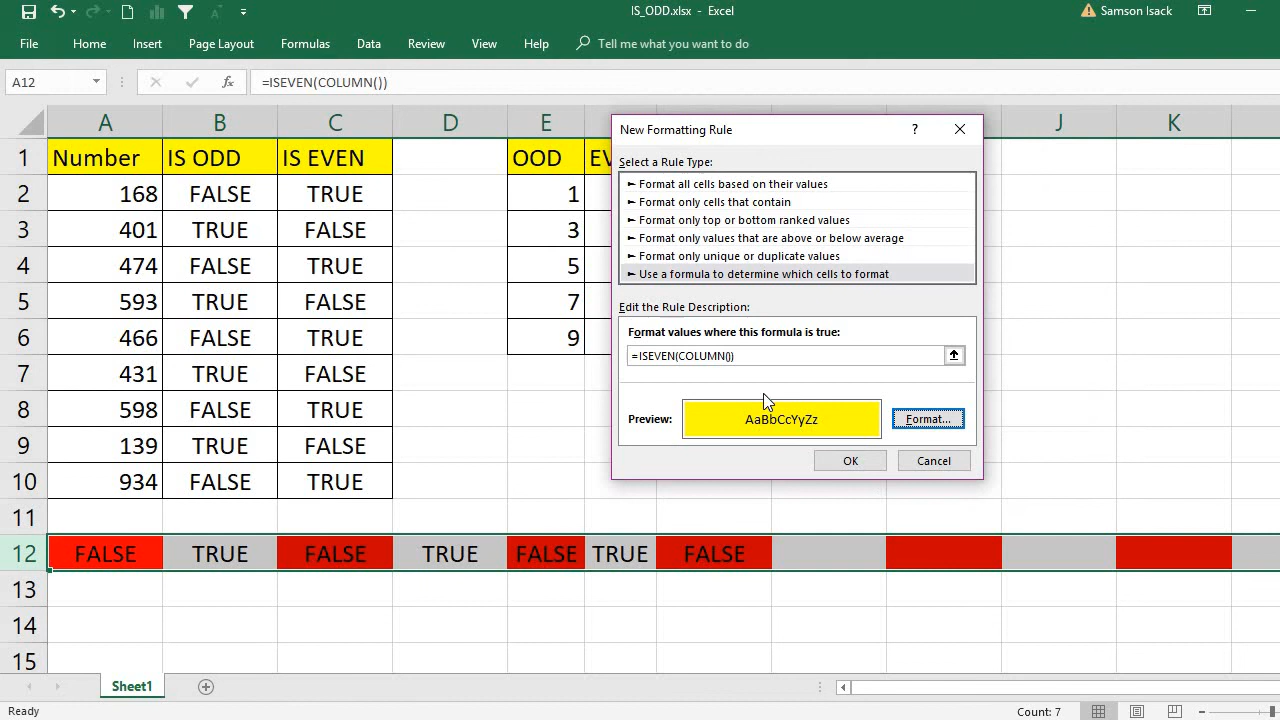 IS_ODD.xlsx - Excel
Samson Isack
File Home Insert Page Layout Formulas Data Review View Help Tell me what you want to do
A12 fx =ISEVEN(COLUMN())
A B C D E J K
1 Number IS ODD IS EVEN OOD EV
2 168 FALSE TRUE 1
3 401 TRUE FALSE 3
4 474 FALSE TRUE 5
5 593 TRUE FALSE 7
6 466 FALSE TRUE 9
7 431 TRUE FALSE
8 598 FALSE TRUE
9 139 TRUE FALSE
10 934 FALSE TRUE
11
12 FALSE TRUE FALSE TRUE FALSE TRUE FALSE
13
14
15
New Formatting Rule ?
Select a Rule Type:
► Format all cells based on their values
► Format only cells that contain
► Format only top or bottom ranked values
► Format only values that are above or below average
► Format only unique or duplicate values
► Use a formula to determine which cells to format
Edit the Rule Description:
Format values where this formula is true:
=ISEVEN(COLUMN())
Preview: AaBbCcYyZz Format...
OK Cancel
Sheet1
Ready Count: 7